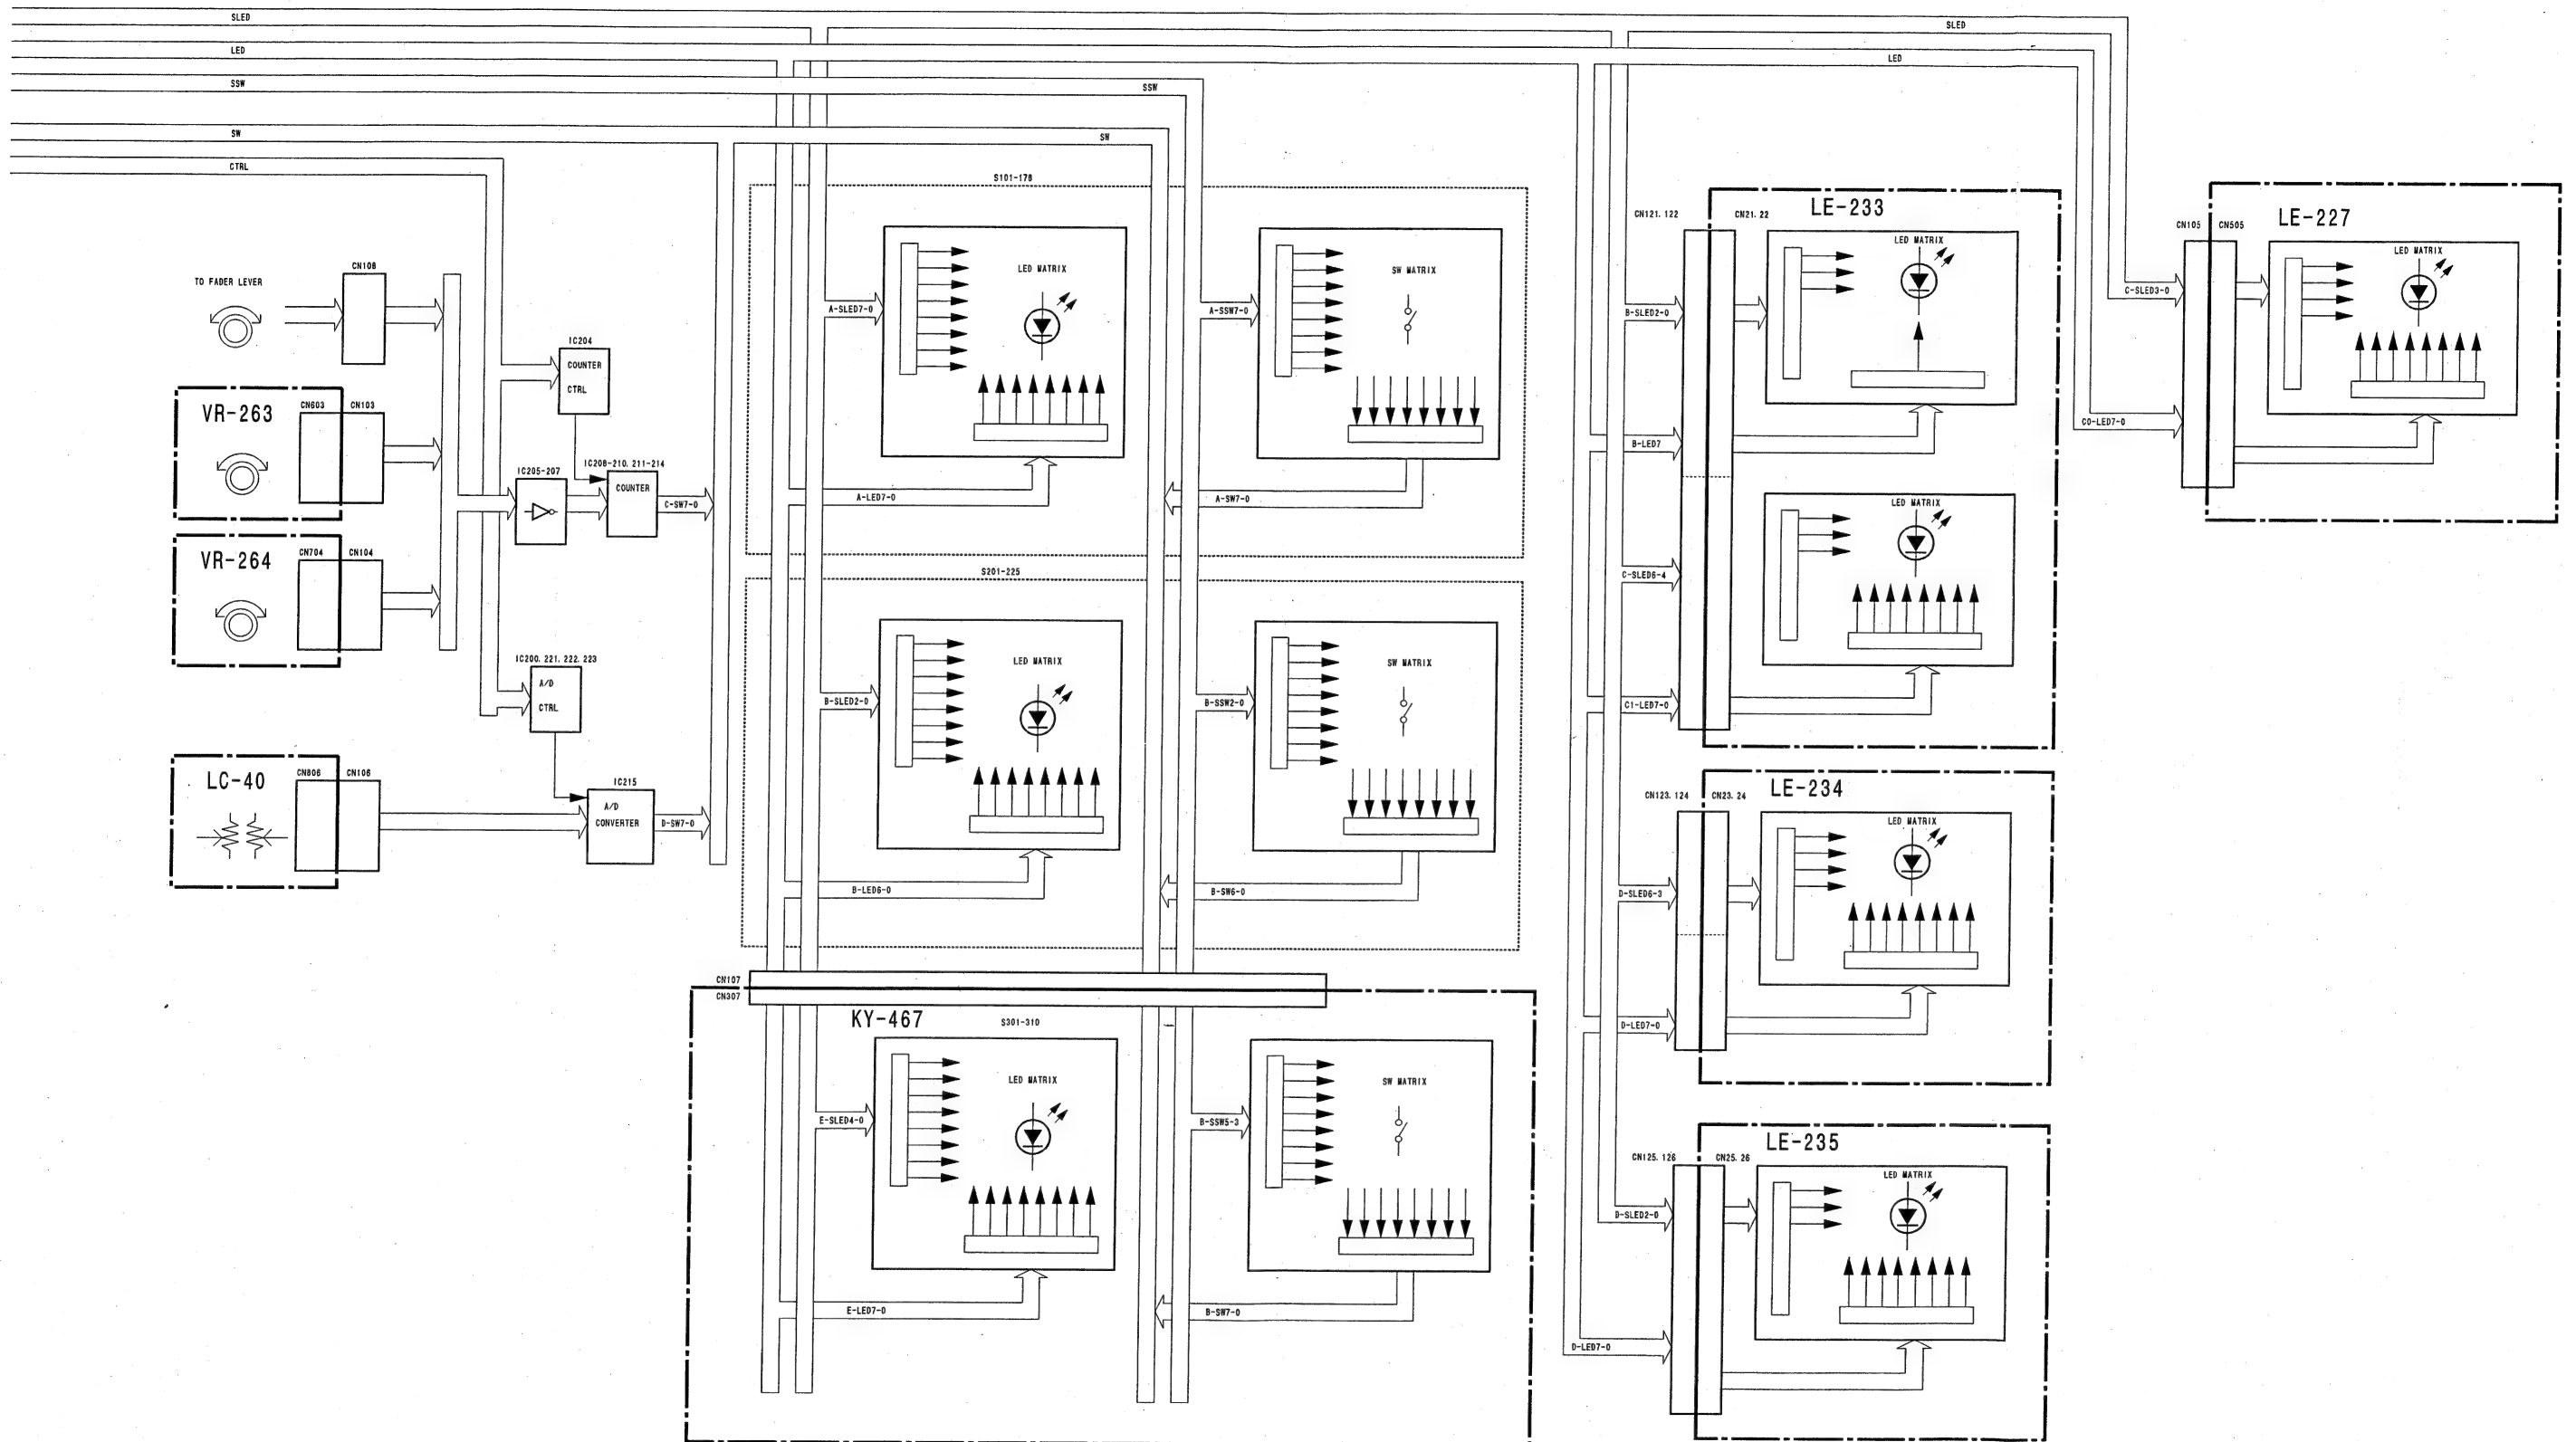 SLED
SLED
LED
LED
SSW
SSW
SW
SW
CTRL
S101-178
LED MATRIX
A-SLED7-0
A-LED7-0
SW MATRIX
A-SSW7-0
A-SW7-0
TO FADER LEVER
CN108
VR-263
CN603
CN103
VR-264
CN704
CN104
LC-40
CN806
CN106
IC204
COUNTER
CTRL
IC205-207
IC208-210. 211-214
COUNTER
C-SW7-0
IC200. 221. 222. 223
A/D
CTRL
IC215
A/D
CONVERTER
D-SW7-0
S201-225
LED MATRIX
B-SLED2-0
B-LED6-0
SW MATRIX
B-SSW2-0
B-SW6-0
CN107
CN307
KY-467
S301-310
LED MATRIX
E-SLED4-0
E-LED7-0
SW MATRIX
B-SSW5-3
B-SW7-0
CN121. 122
CN21. 22
LE-233
LED MATRIX
B-SLED2-0
B-LED7
LED MATRIX
C-SLED6-4
C1-LED7-0
CN123. 124
CN23. 24
LE-234
LED MATRIX
D-SLED6-3
D-LED7-0
CN125. 126
CN25. 26
LE-235
LED MATRIX
D-SLED2-0
D-LED7-0
CN105
CN505
LE-227
LED MATRIX
C-SLED3-0
C0-LED7-0